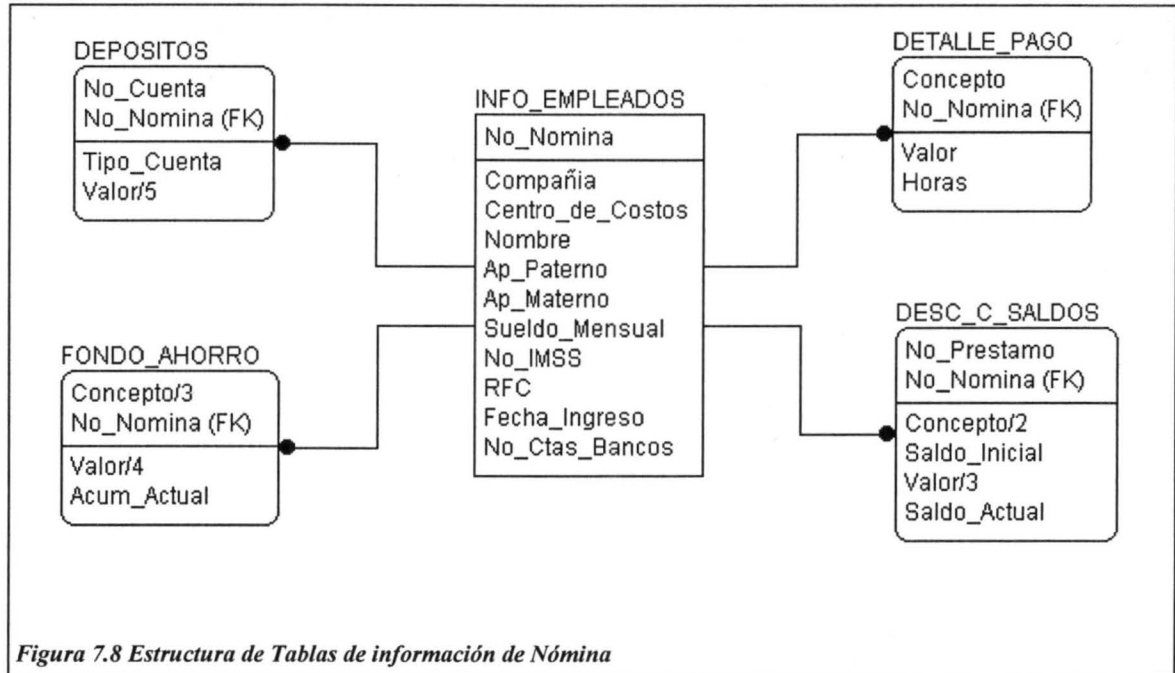 DEPOSITOS
No_Cuenta
No_Nomina (FK)
Tipo_Cuenta
Valor/5
FONDO_AHORRO
Concepto/3
No_Nomina (FK)
Valor/4
Acum_Actual
INFO_EMPLEADOS
No_Nomina
Compañia
Centro_de_Costos
Nombre
Ap_Paterno
Ap_Materno
Sueldo_Mensual
No_IMSS
RFC
Fecha_Ingreso
No_Ctas_Bancos
DETALLE_PAGO
Concepto
No_Nomina (FK)
Valor
Horas
DESC_C_SALDOS
No_Prestamo
No_Nomina (FK)
Concepto/2
Saldo_Inicial
Valor/3
Saldo_Actual
Figura 7.8 Estructura de Tablas de información de Nómina